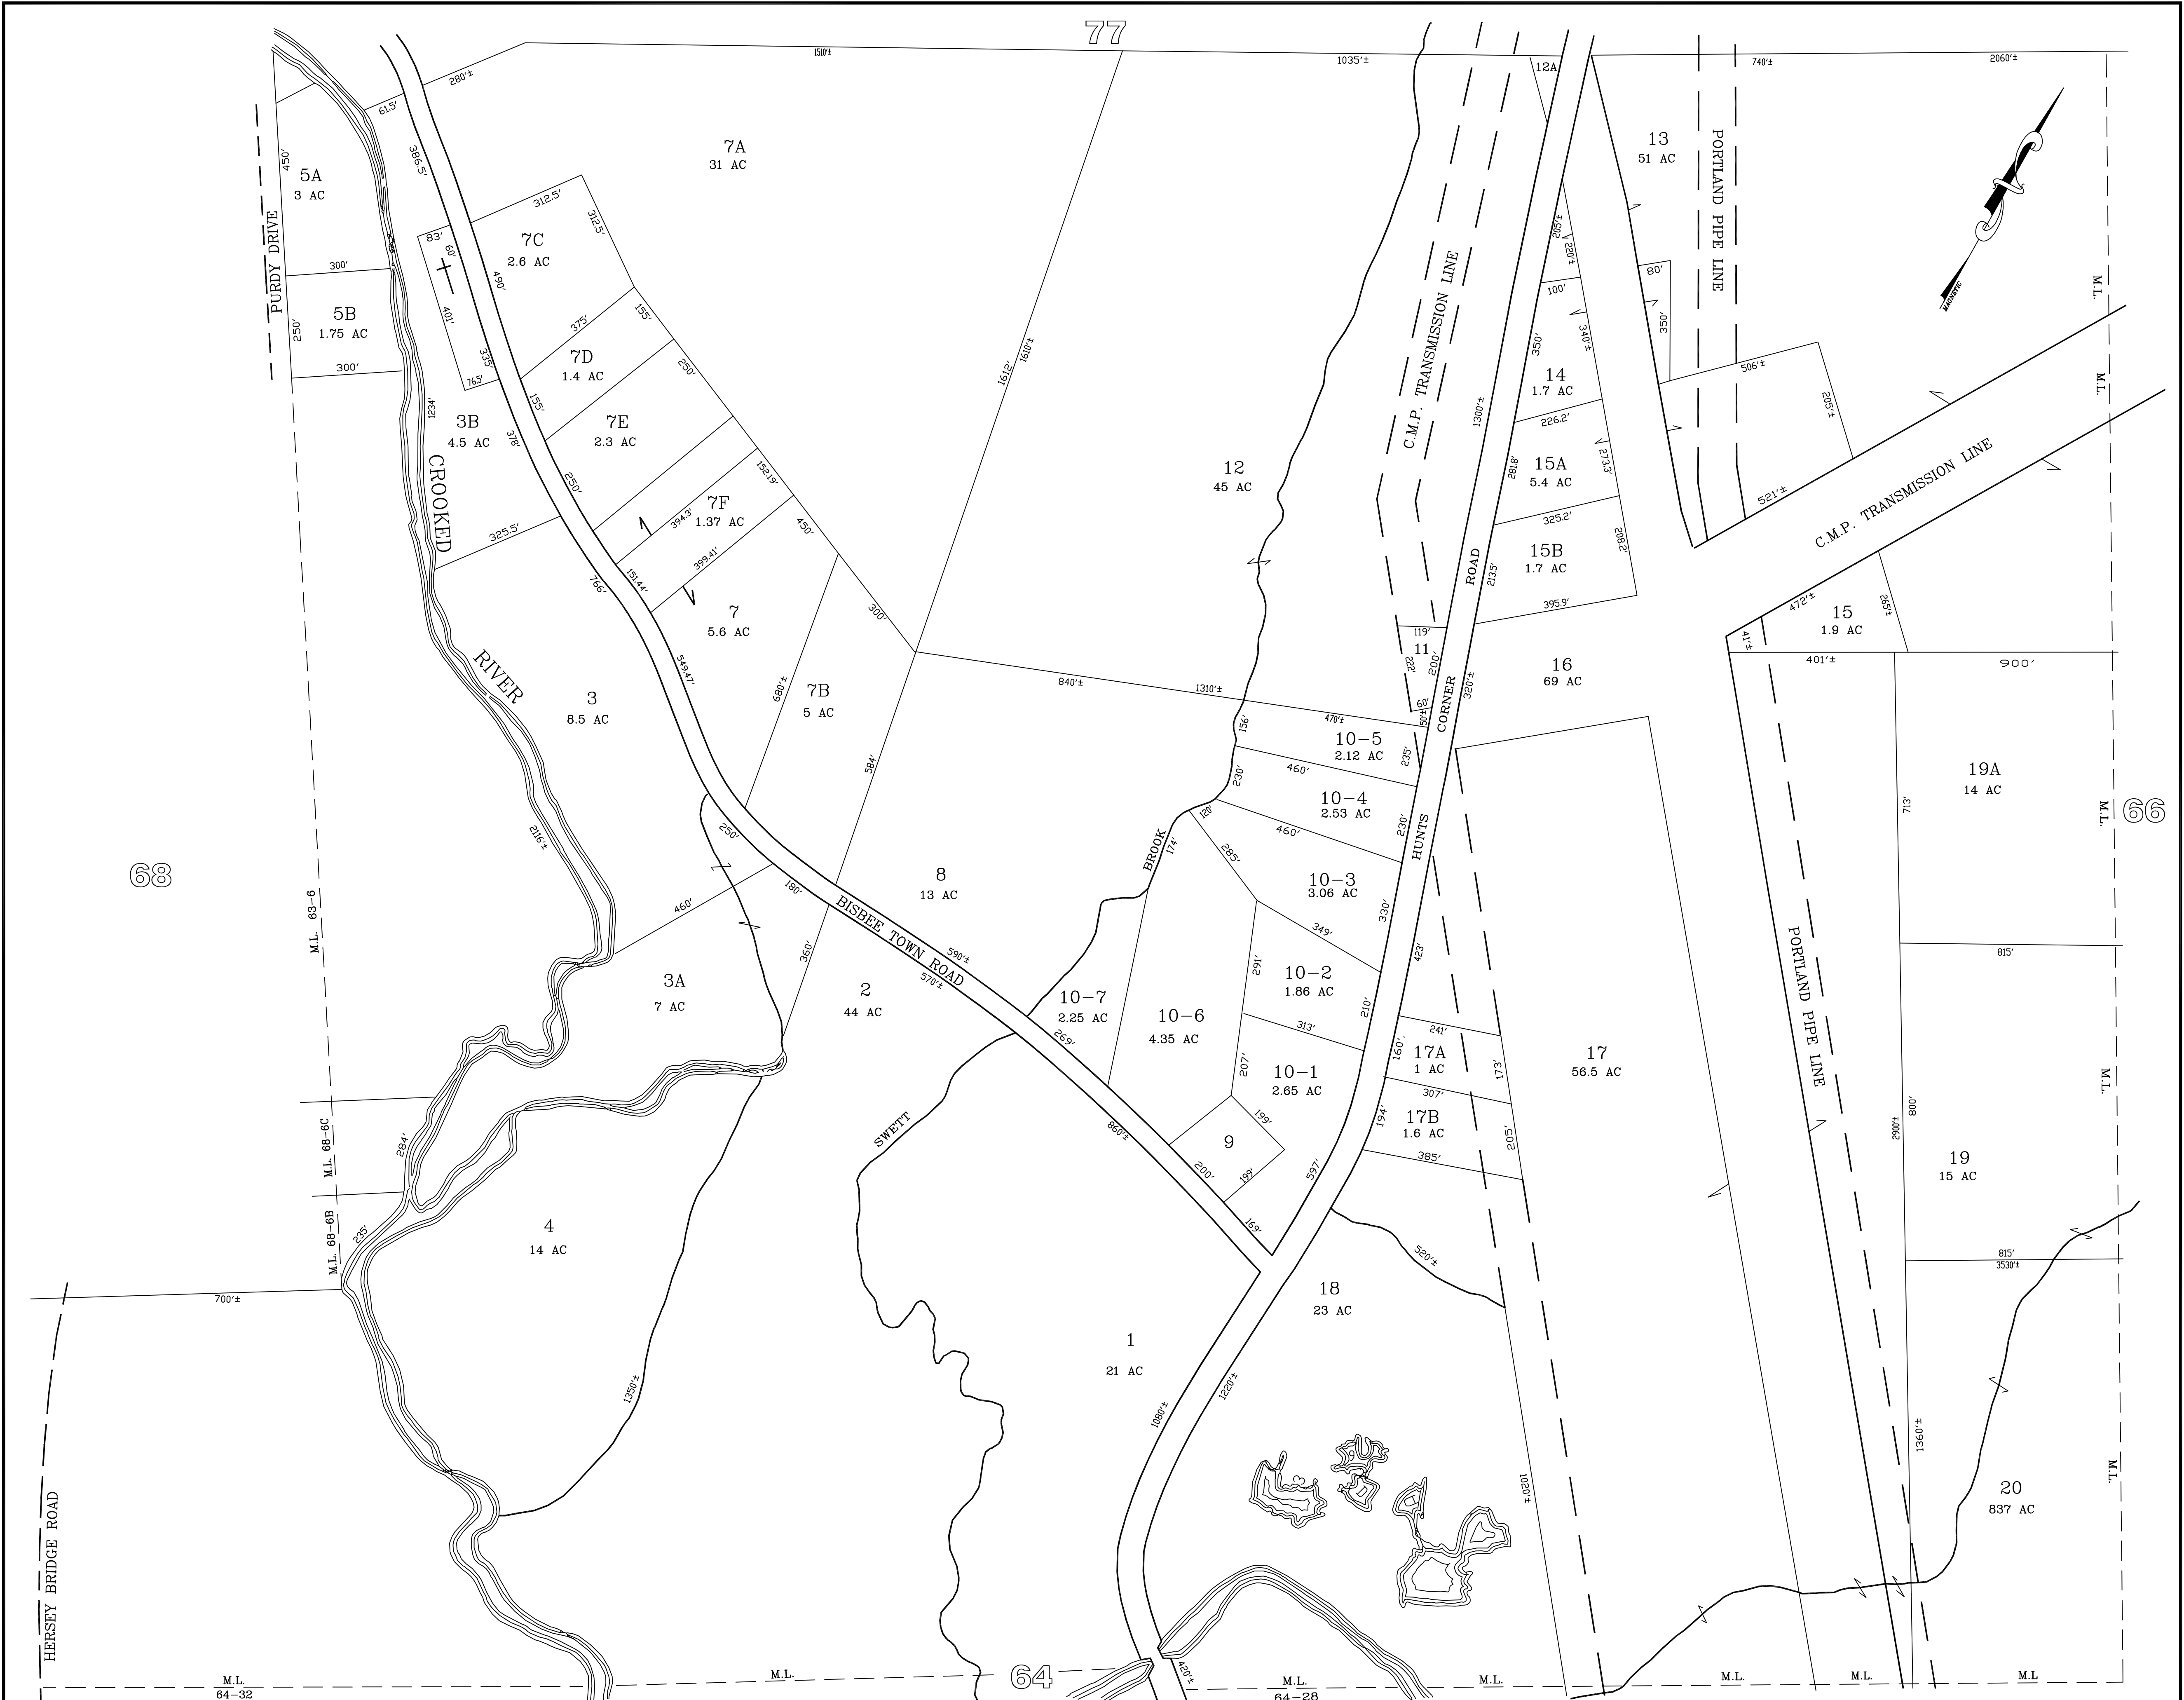 77
1510'±
1035'±
12A
740'±
2060'±
280'±
61.5'
450'
5A
3 AC
386.5'
7A
31 AC
13
51 AC
PORTLAND PIPE LINE
MAGNETIC
PURDY DRIVE
83'
60'
312.5'
312.5'
7C
2.6 AC
490'
401'
300'
5B
1.75 AC
250'
300'
335'
76.5'
375'
155'
7D
1.4 AC
155'
250'
1612'
1610'±
C.M.P. TRANSMISSION LINE
205'±
220'±
100'
350'
340'±
80'
350'
M.L.
M.L.
506'±
205'±
14
1.7 AC
226.2'
1300'±
1234'
3B
4.5 AC
378'
7E
2.3 AC
250'
CROOKED
325.5'
152.19'
7F
1.37 AC
394.3'
399.41'
450'
12
45 AC
281.8'
15A
5.4 AC
273.3'
325.2'
208.2'
15B
1.7 AC
213.5'
395.9'
521'±
C.M.P. TRANSMISSION LINE
472'±
265'±
15
1.9 AC
41'±
401'±
900'
766'
151.44'
7
5.6 AC
300'
549.47'
RIVER
3
8.5 AC
680'±
7B
5 AC
840'±
1310'±
470'±
119'
11
222'
200'
60'
50'±
ROAD
CORNER
HUNTS
320'±
16
69 AC
156'
10-5
2.12 AC
235'
460'
230'
10-4
2.53 AC
230'
460'
120'
BROOK
174'
285'
10-3
3.06 AC
330'
349'
423'
584'
2116'±
250'
180'
460'
68
M.L. 63-6
8
13 AC
BISBEE TOWN ROAD
590'±
570'±
360'
3A
7 AC
2
44 AC
10-7
2.25 AC
269'
10-6
4.35 AC
291'
10-2
1.86 AC
210'
313'
207'
10-1
2.65 AC
241'
160'
17A
1 AC
173'
307'
194'
17B
1.6 AC
205'
385'
17
56.5 AC
19A
14 AC
713'
M.L.
66
815'
PORTLAND PIPE LINE
M.L.
800'
2900'±
19
15 AC
815'
3530'±
M.L. 68-6C
284'
M.L. 68-6B
235'
700'±
4
14 AC
SWETT
860'±
9
199'
200'
199'
169'
597'
520'±
18
23 AC
1
21 AC
1350'±
1080'±
1220'±
1020'±
1360'±
20
837 AC
M.L.
HERSEY BRIDGE ROAD
M.L.
64-32
M.L.
64
420'±
M.L.
64-28
M.L.
M.L.
M.L.
M.L